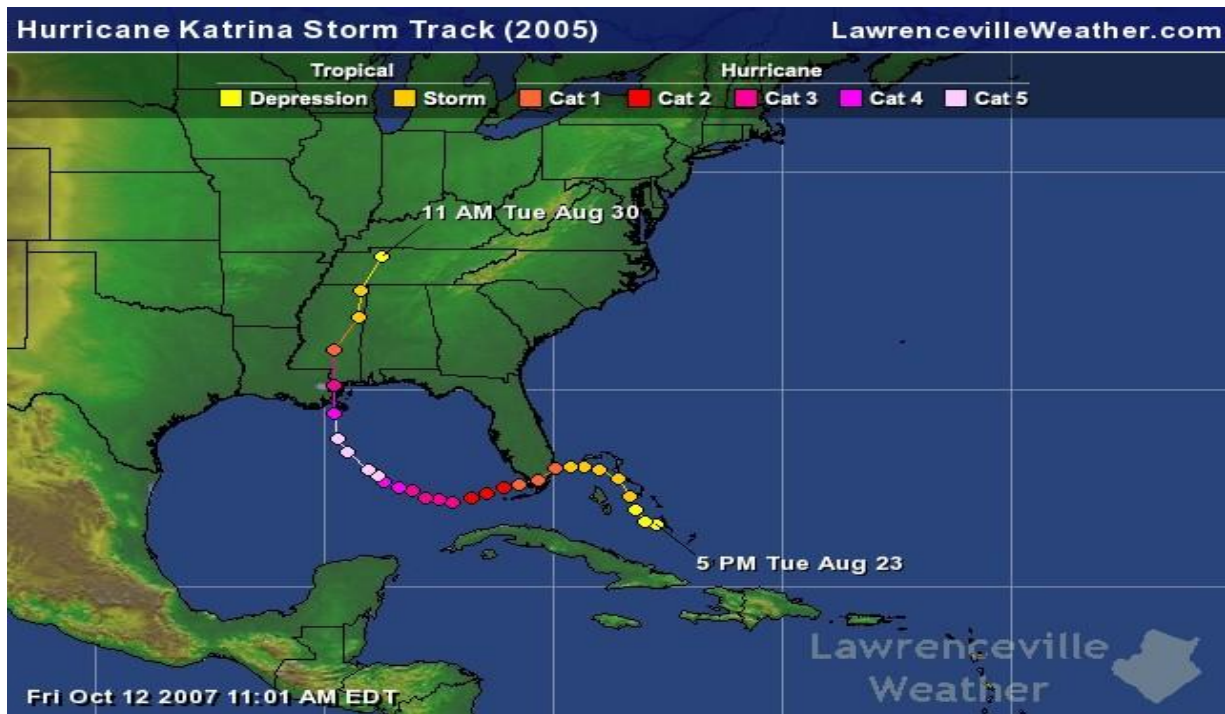 Hurricane Katrina Storm Track (2005) LawrencevilleWeather.com
Tropical Hurricane
Depression Storm Cat 1 Cat 2 Cat 3 Cat 4 Cat 5
11 AM Tue Aug 30
5 PM Tue Aug 23
Lawrenceville
Weather
Fri Oct 12 2007 11:01 AM EDT